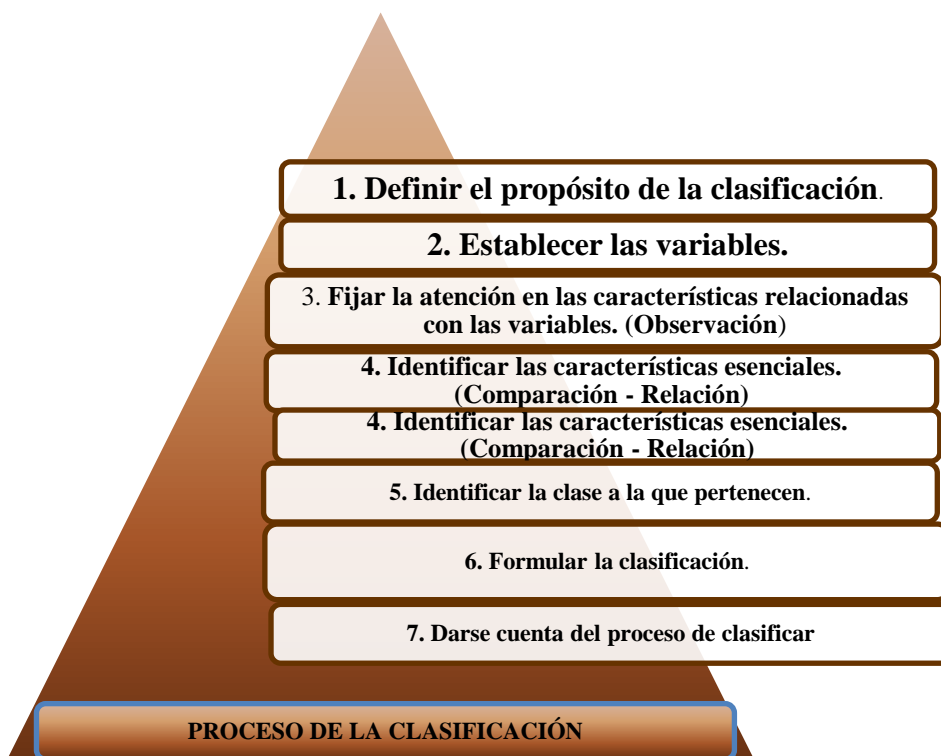 1. Definir el propósito de la clasificación.
2. Establecer las variables.
3. Fijar la atención en las características relacionadas
con las variables. (Observación)
4. Identificar las características esenciales.
(Comparación - Relación)
4. Identificar las características esenciales.
(Comparación - Relación)
5. Identificar la clase a la que pertenecen.
6. Formular la clasificación.
7. Darse cuenta del proceso de clasificar
PROCESO DE LA CLASIFICACIÓN